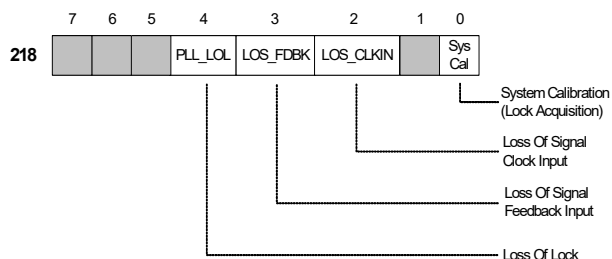 7 6 5 4 3 2 1 0
218 PLL_LOL LOS_FDBK LOS_CLKIN Sys
Cal
System Calibration
(Lock Acquisition)
Loss Of Signal
Clock Input
Loss Of Signal
Feedback Input
Loss Of Lock